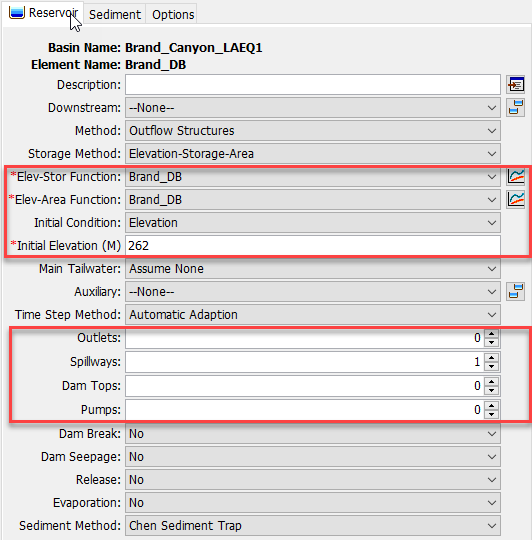 Reservoir Sediment Options
Basin Name: Brand_Canyon_LAEQ1
Element Name: Brand_DB
Description:
Downstream: --None--
Method: Outflow Structures
Storage Method: Elevation-Storage-Area
*Elev-Stor Function: Brand_DB
*Elev-Area Function: Brand_DB
Initial Condition: Elevation
*Initial Elevation (M) 262
Main Tailwater: Assume None
Auxiliary: --None--
Time Step Method: Automatic Adaption
Outlets: 0
Spillways: 1
Dam Tops: 0
Pumps: 0
Dam Break: No
Dam Seepage: No
Release: No
Evaporation: No
Sediment Method: Chen Sediment Trap